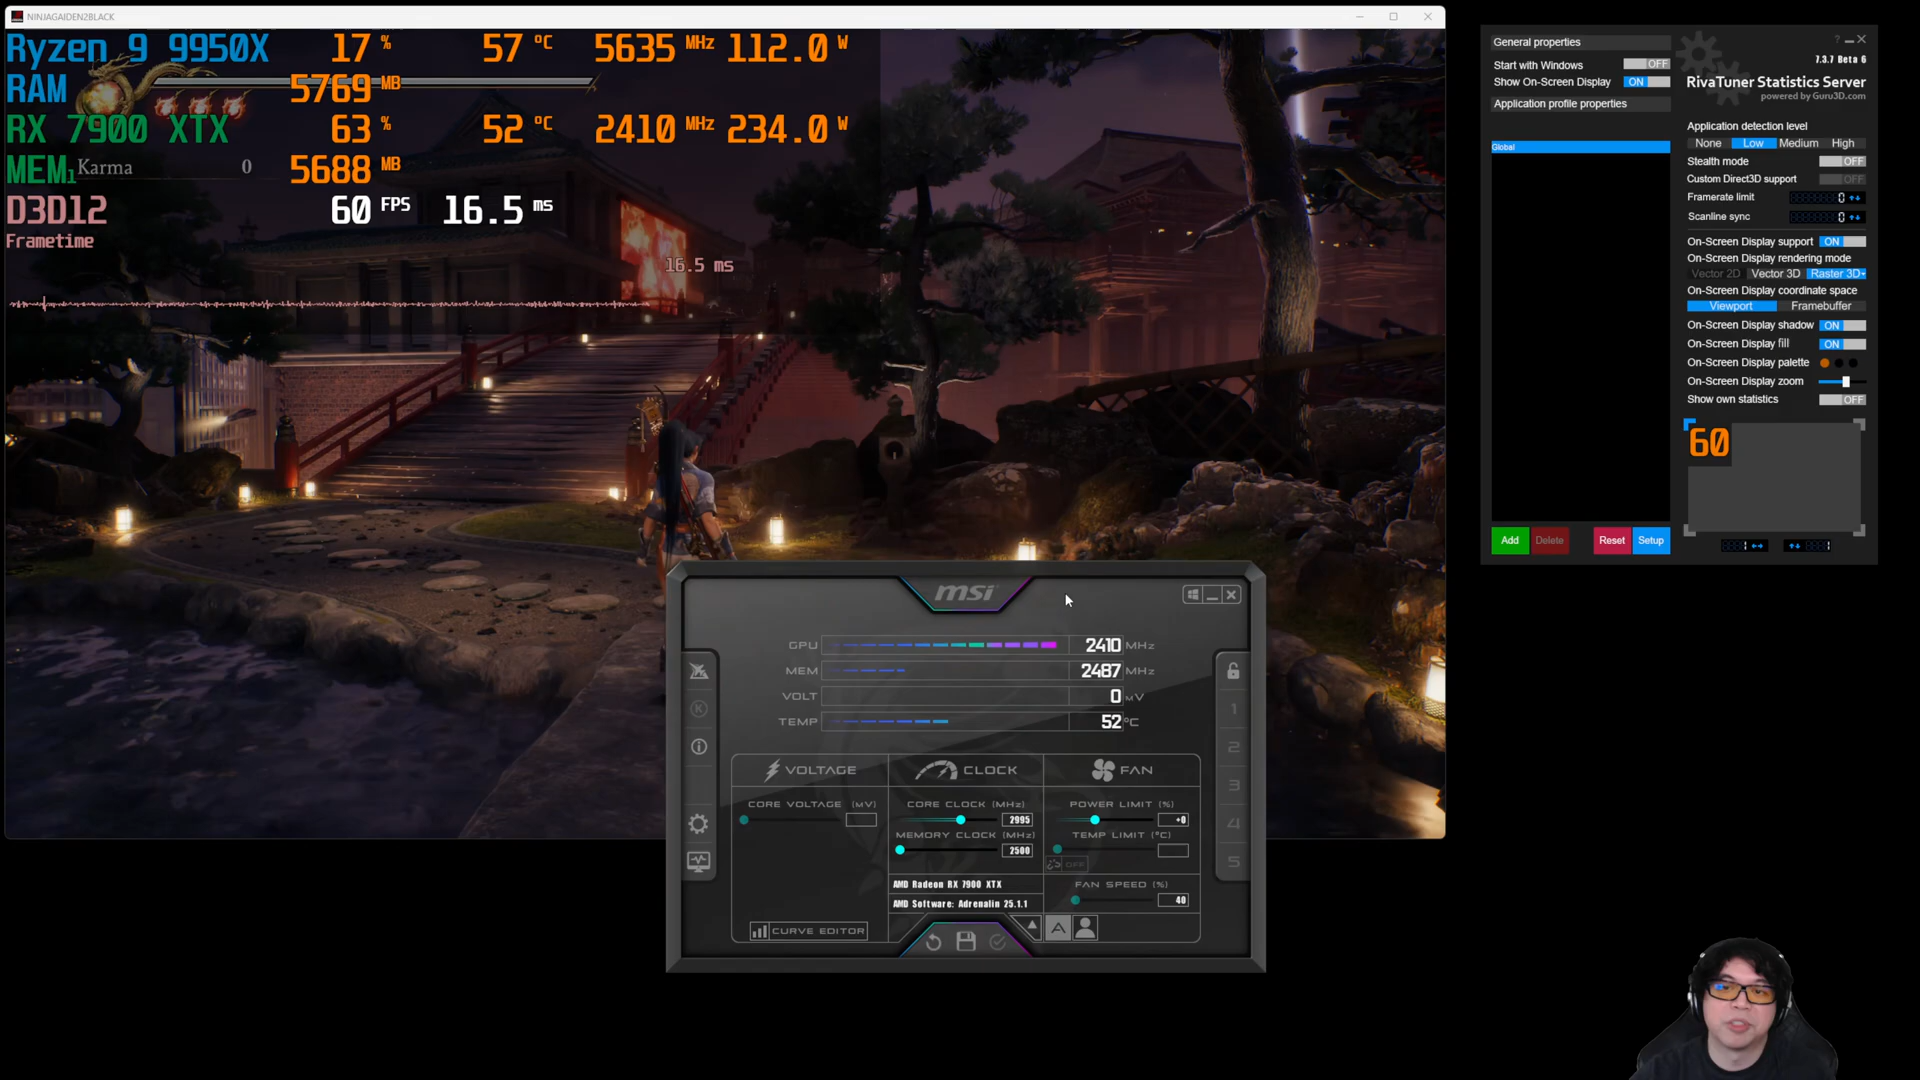 NINJAGAIDEN2BLACK
Ryzen 9 9950X 17 % 57 °C 5635 MHz 112.0 W
RAM 5769 MB
RX 7900 XTX 63 % 52 °C 2410 MHz 234.0 W
MEM1 5688 MB
Karma 0
D3D12 60 FPS 16.5 ms
Frametime
16.5 ms
General properties
Start with Windows OFF
Show On-Screen Display ON
Application profile properties
Global
Add Delete Reset Setup
?
7.3.7 Beta 6
RivaTuner Statistics Server
powered by Guru3D.com
Application detection level
None Low Medium High
Stealth mode OFF
Custom Direct3D support OFF
Framerate limit 0
Scanline sync 0
On-Screen Display support ON
On-Screen Display rendering mode
Vector 2D Vector 3D Raster 3D
On-Screen Display coordinate space
Viewport Framebuffer
On-Screen Display shadow ON
On-Screen Display fill ON
On-Screen Display palette
On-Screen Display zoom
Show own statistics OFF
60
1 1
msi
GPU 2410 MHz
MEM 2487 MHz
VOLT 0 MV
TEMP 52 °C
K
1
2
3
4
5
VOLTAGE CLOCK FAN
CORE VOLTAGE (MV)
CORE CLOCK (MHz) 2995
MEMORY CLOCK (MHz) 2500
POWER LIMIT (%) +0
TEMP LIMIT (°C)
OFF
AMD Radeon RX 7900 XTX
AMD Software: Adrenalin 25.1.1
FAN SPEED (%) 40
CURVE EDITOR
A